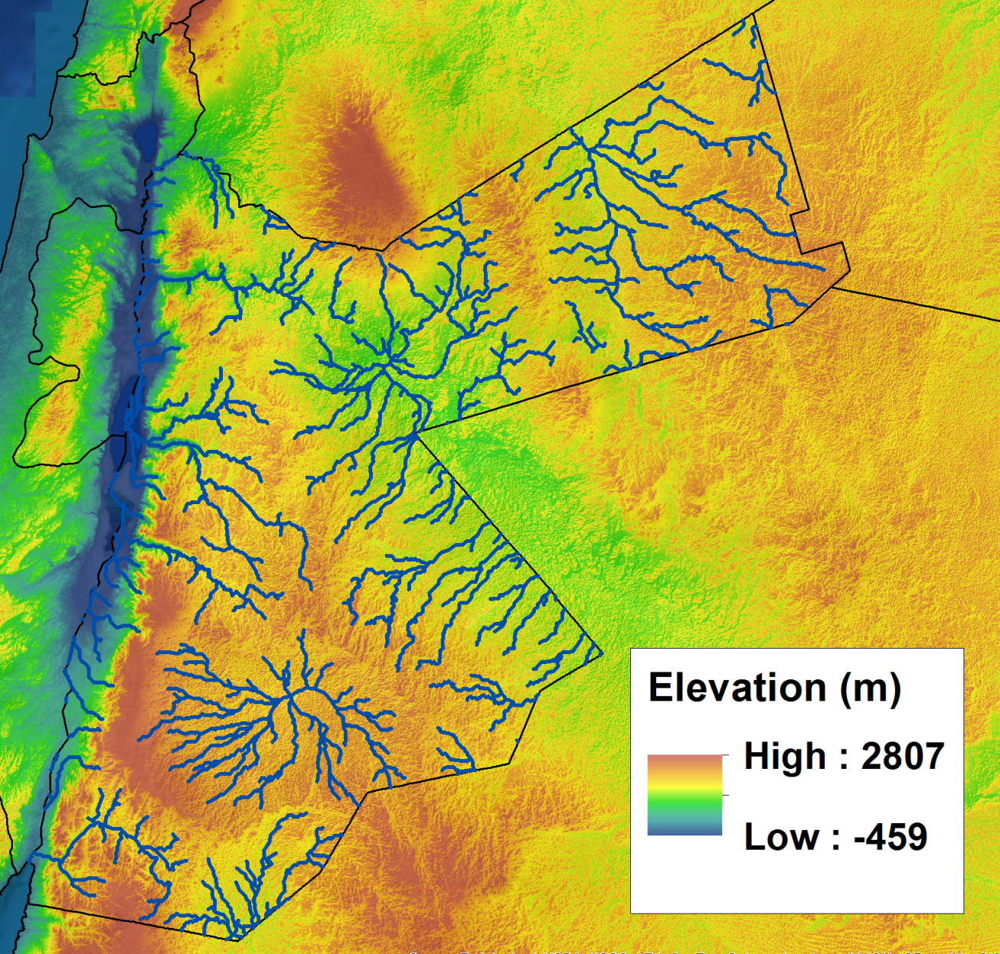 Elevation (m)
High : 2807
Low : -459